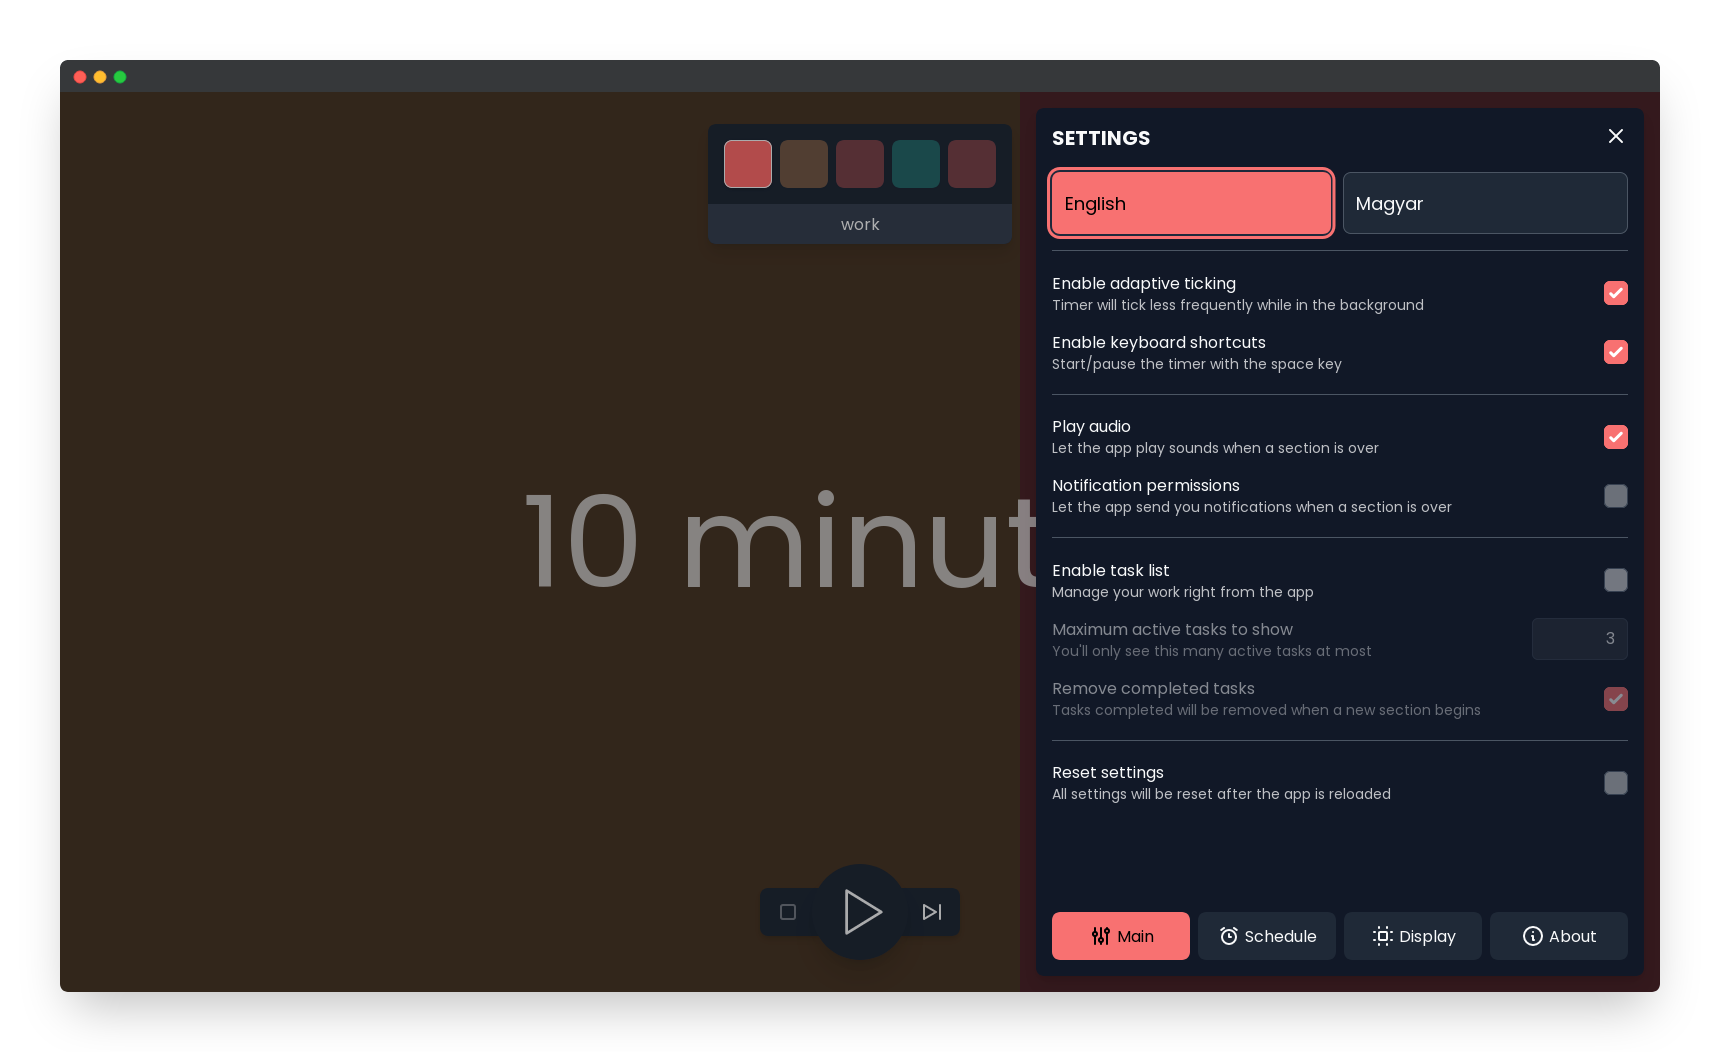 work
10 minut
SETTINGS
English
Magyar
Enable adaptive ticking
Timer will tick less frequently while in the background
Enable keyboard shortcuts
Start/pause the timer with the space key
Play audio
Let the app play sounds when a section is over
Notification permissions
Let the app send you notifications when a section is over
Enable task list
Manage your work right from the app
Maximum active tasks to show
You'll only see this many active tasks at most
3
Remove completed tasks
Tasks completed will be removed when a new section begins
Reset settings
All settings will be reset after the app is reloaded
Main
Schedule
Display
About